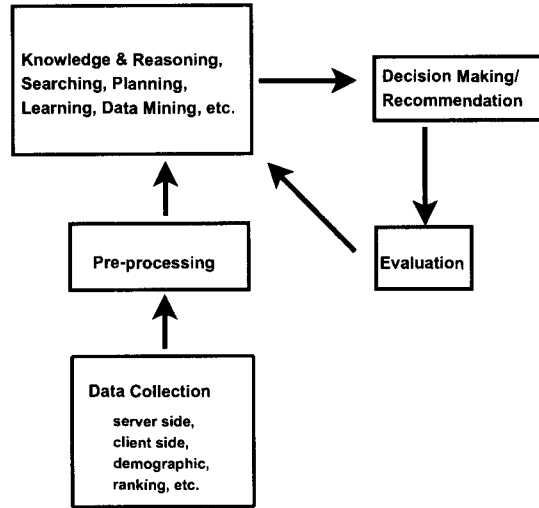 Knowledge & Reasoning,
Searching, Planning,
Learning, Data Mining, etc.
Decision Making/
Recommendation
Pre-processing
Evaluation
Data Collection
server side,
client side,
demographic,
ranking, etc.